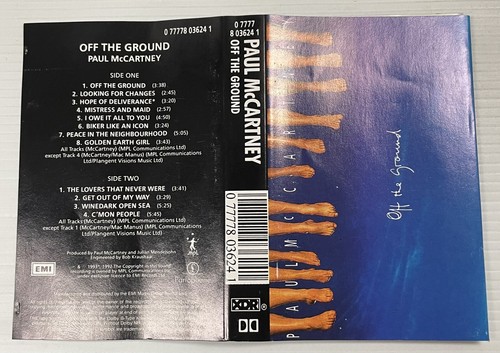 0 77778 03624 1
OFF THE GROUND
PAUL McCARTNEY
SIDE ONE
1. OFF THE GROUND (3:38)
2. LOOKING FOR CHANGES (2:45)
3. HOPE OF DELIVERANCE* (3:20)
4. MISTRESS AND MAID (2:57)
5. I OWE IT ALL TO YOU (4:50)
6. BIKER LIKE AN ICON (3:24)
7. PEACE IN THE NEIGHBOURHOOD (5:05)
8. GOLDEN EARTH GIRL (3:43)
All Tracks (McCartney) (MPL Communications Ltd)
except Track 4 (McCartney/Mac Manus) (MPL Communications
Ltd/Plangent Visions Music Ltd)
SIDE TWO
1. THE LOVERS THAT NEVER WERE (3:41)
2. GET OUT OF MY WAY (3:30)
3. WINEDARK OPEN SEA (5:25)
4. C'MON PEOPLE (5:45)
All Tracks (McCartney) (MPL Communications Ltd)
except Track 1 (McCartney/Mac Manus) (MPL Communications
Ltd/Plangent Visions Music Ltd)
Produced by Paul McCartney and Julian Mendelsohn
Engineered by Bob Kraushaar
EMI
mpl
0 7777
8 03624 1
PAUL McCARTNEY
OFF THE GROUND
0 77778 03624 1
XDR
PAUL McCARTNEY
Off the Ground